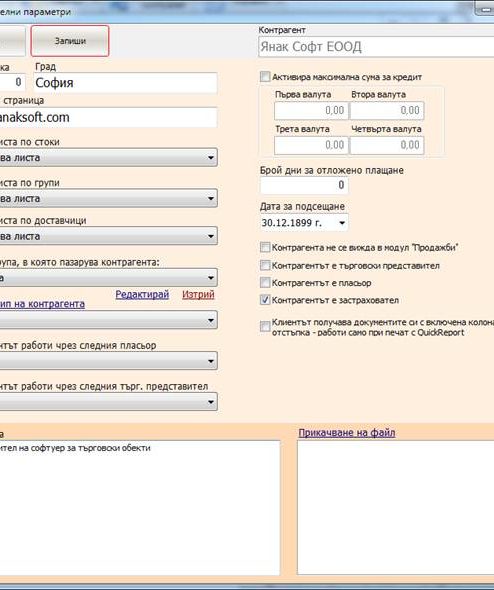 елни параметри
Запиши
Контрагент
Янак Софт ЕООД
ка
Град
0
София
страница
anaksoft.com
Активира максимална сума за кредит
Първа валута
Втора валута
0,00
0,00
Трета валута
Четвърта валута
0,00
0,00
иста по стоки
ва листа
Брой дни за отложено плащане
0
иста по групи
ва листа
Дата за подсещане
30.12.1899 г.
иста по доставчици
ва листа
Контрагента не се вижда в модул "Продажби"
упа, в която пазарува контрагента:
а
Контрагентът е търговски представител
Контрагентът е пласьор
Редактирай
Изтрий
ип на контрагента
Контрагентът е застраховател
Клиентът получава документите си с включена колона
отстъпка - работи само при печат с QuickReport
нтът работи чрез следния пласьор
нтът работи чрез следния търг. представител
а
ител на софтуер за търговски обекти
Прикачване на файл